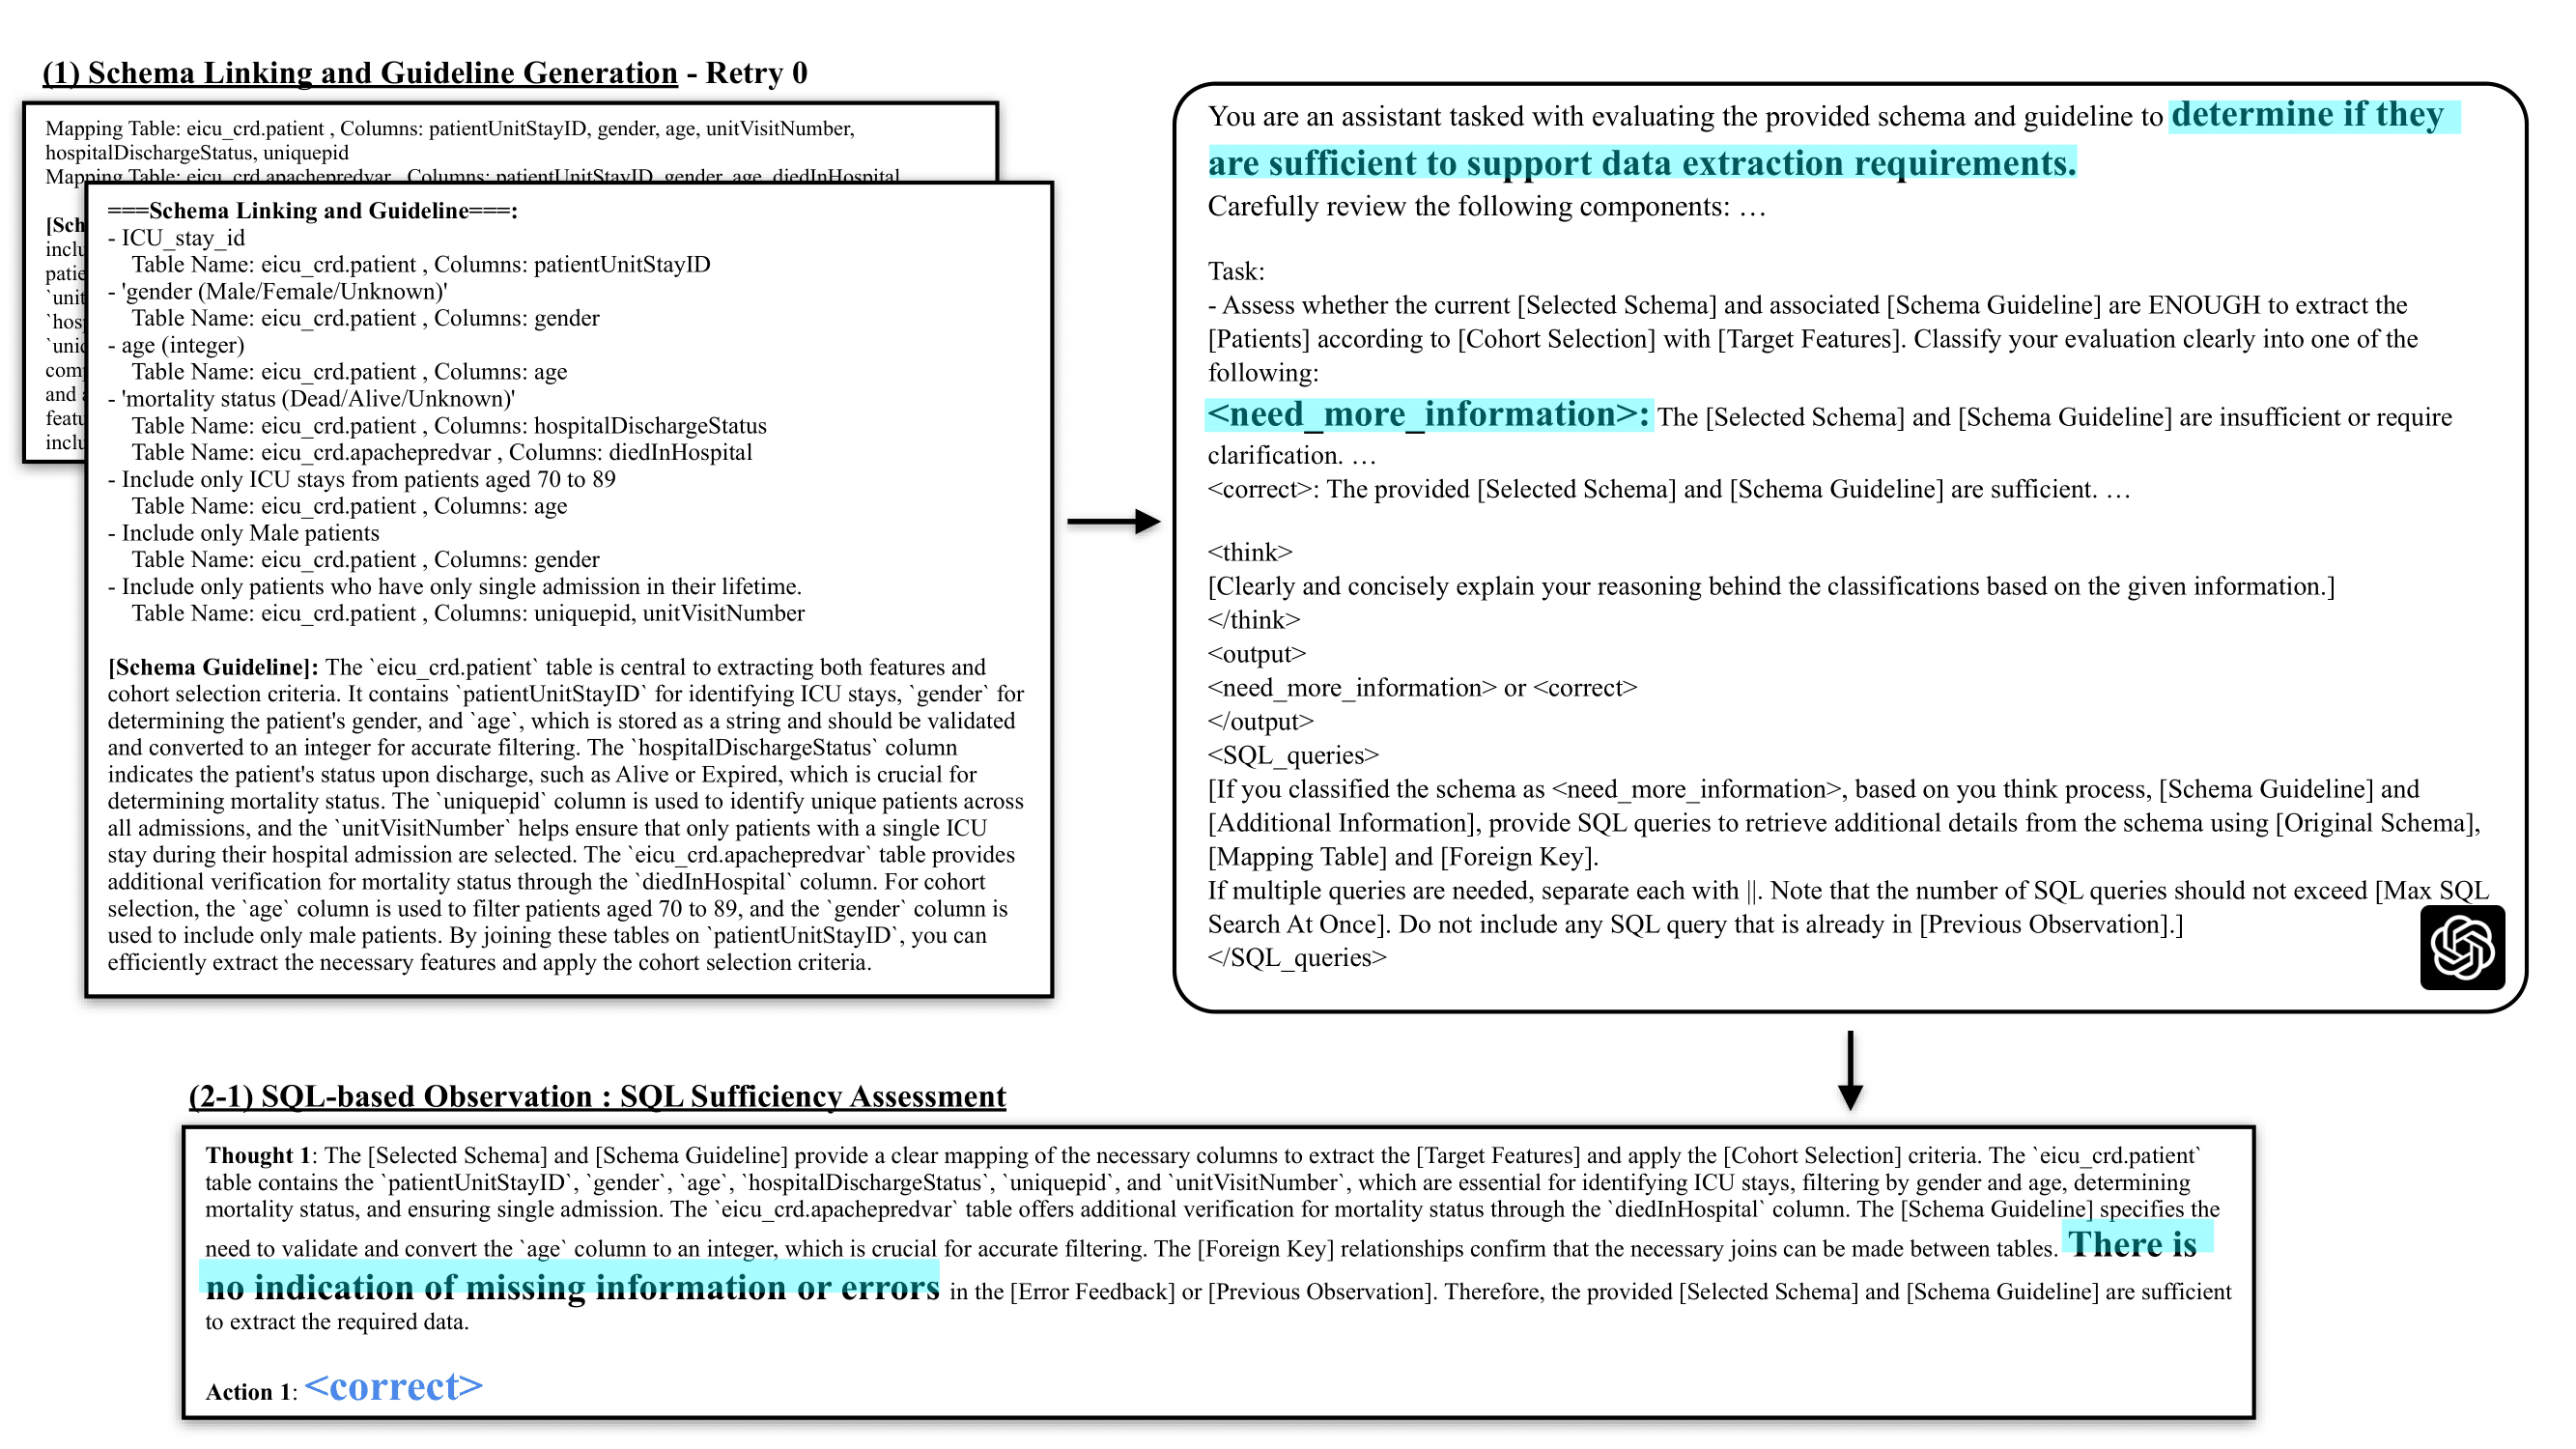 (1) Schema Linking and Guideline Generation - Retry 0
Mapping Table: eicu_crd.patient , Columns: patientUnitStayID, gender, age, unitVisitNumber,
hospitalDischargeStatus, uniquepid
Mapping Table: eicu_crd.apachepredvar , Columns: patientUnitStayID, gender, age, diedInHospital
[Sch
inclu
patie
`unit
`hosp
`uniq
com
and a
featu
inclu
===Schema Linking and Guideline===:
- ICU_stay_id
Table Name: eicu_crd.patient , Columns: patientUnitStayID
- 'gender (Male/Female/Unknown)'
Table Name: eicu_crd.patient , Columns: gender
- age (integer)
Table Name: eicu_crd.patient , Columns: age
- 'mortality status (Dead/Alive/Unknown)'
Table Name: eicu_crd.patient , Columns: hospitalDischargeStatus
Table Name: eicu_crd.apachepredvar , Columns: diedInHospital
- Include only ICU stays from patients aged 70 to 89
Table Name: eicu_crd.patient , Columns: age
- Include only Male patients
Table Name: eicu_crd.patient , Columns: gender
- Include only patients who have only single admission in their lifetime.
Table Name: eicu_crd.patient , Columns: uniquepid, unitVisitNumber
[Schema Guideline]: The `eicu_crd.patient` table is central to extracting both features and
cohort selection criteria. It contains `patientUnitStayID` for identifying ICU stays, `gender` for
determining the patient's gender, and `age`, which is stored as a string and should be validated
and converted to an integer for accurate filtering. The `hospitalDischargeStatus` column
indicates the patient's status upon discharge, such as Alive or Expired, which is crucial for
determining mortality status. The `uniquepid` column is used to identify unique patients across
all admissions, and the `unitVisitNumber` helps ensure that only patients with a single ICU
stay during their hospital admission are selected. The `eicu_crd.apachepredvar` table provides
additional verification for mortality status through the `diedInHospital` column. For cohort
selection, the `age` column is used to filter patients aged 70 to 89, and the `gender` column is
used to include only male patients. By joining these tables on `patientUnitStayID`, you can
efficiently extract the necessary features and apply the cohort selection criteria.
You are an assistant tasked with evaluating the provided schema and guideline to determine if they
are sufficient to support data extraction requirements.
Carefully review the following components: …
Task:
- Assess whether the current [Selected Schema] and associated [Schema Guideline] are ENOUGH to extract the
[Patients] according to [Cohort Selection] with [Target Features]. Classify your evaluation clearly into one of the
following:
<need_more_information>: The [Selected Schema] and [Schema Guideline] are insufficient or require
clarification. …
<correct>: The provided [Selected Schema] and [Schema Guideline] are sufficient. …
<think>
[Clearly and concisely explain your reasoning behind the classifications based on the given information.]
</think>
<output>
<need_more_information> or <correct>
</output>
<SQL_queries>
[If you classified the schema as <need_more_information>, based on you think process, [Schema Guideline] and
[Additional Information], provide SQL queries to retrieve additional details from the schema using [Original Schema],
[Mapping Table] and [Foreign Key].
If multiple queries are needed, separate each with ||. Note that the number of SQL queries should not exceed [Max SQL
Search At Once]. Do not include any SQL query that is already in [Previous Observation].]
</SQL_queries>
(2-1) SQL-based Observation : SQL Sufficiency Assessment
Thought 1: The [Selected Schema] and [Schema Guideline] provide a clear mapping of the necessary columns to extract the [Target Features] and apply the [Cohort Selection] criteria. The `eicu_crd.patient`
table contains the `patientUnitStayID`, `gender`, `age`, `hospitalDischargeStatus`, `uniquepid`, and `unitVisitNumber`, which are essential for identifying ICU stays, filtering by gender and age, determining
mortality status, and ensuring single admission. The `eicu_crd.apachepredvar` table offers additional verification for mortality status through the `diedInHospital` column. The [Schema Guideline] specifies the
need to validate and convert the `age` column to an integer, which is crucial for accurate filtering. The [Foreign Key] relationships confirm that the necessary joins can be made between tables. There is
no indication of missing information or errors in the [Error Feedback] or [Previous Observation]. Therefore, the provided [Selected Schema] and [Schema Guideline] are sufficient
to extract the required data.
Action 1: <correct>